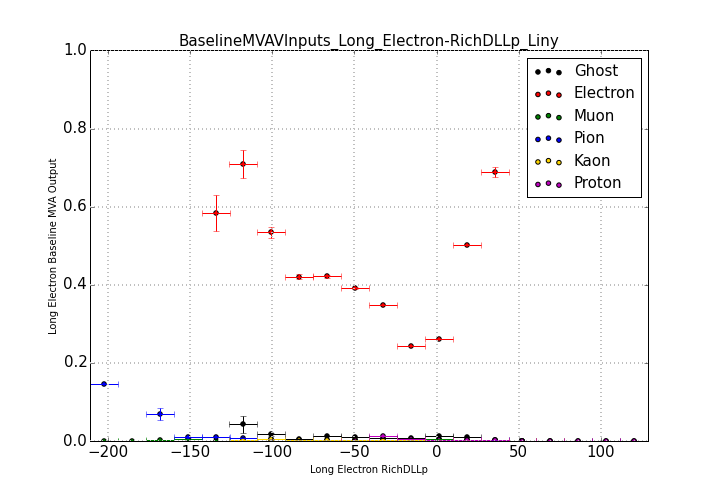 BaselineMVAVInputs_Long_Electron-RichDLLp_Liny
1.0
0.8
0.6
0.4
0.2
0.0
Long Electron Baseline MVA Output
Ghost
Electron
Muon
Pion
Kaon
Proton
−200 −150 −100 −50 0 50 100
Long Electron RichDLLp